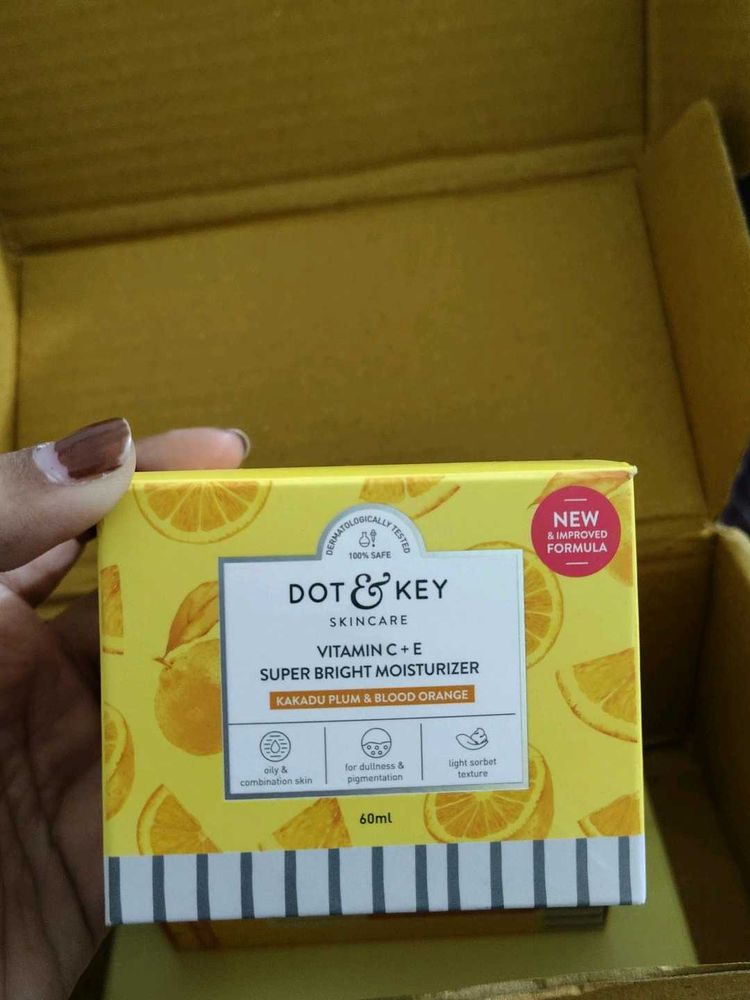 DERMATOLOGICALLY TESTED
100% SAFE
NEW
& IMPROVED
FORMULA
DOT & KEY
SKINCARE
VITAMIN C + E
SUPER BRIGHT MOISTURIZER
KAKADU PLUM & BLOOD ORANGE
oily &
combination skin
for dullness &
pigmentation
light sorbet
texture
60ml